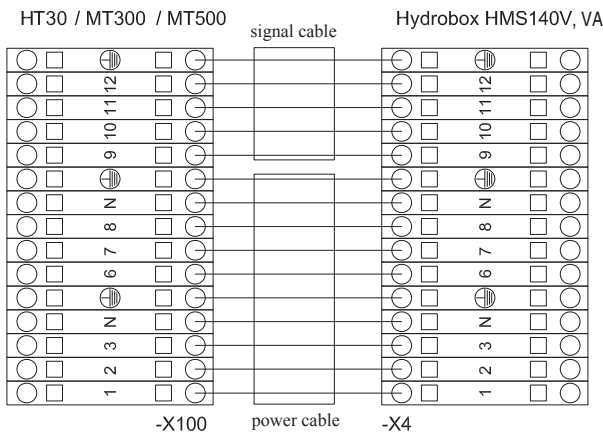 HT30 / MT300 / MT500
signal cable
Hydrobox HMS140V, VA
12 12
11 11
10 10
9 9
N N
8 8
7 7
6 6
N N
3 3
2 2
1 1
-X100
power cable
-X4